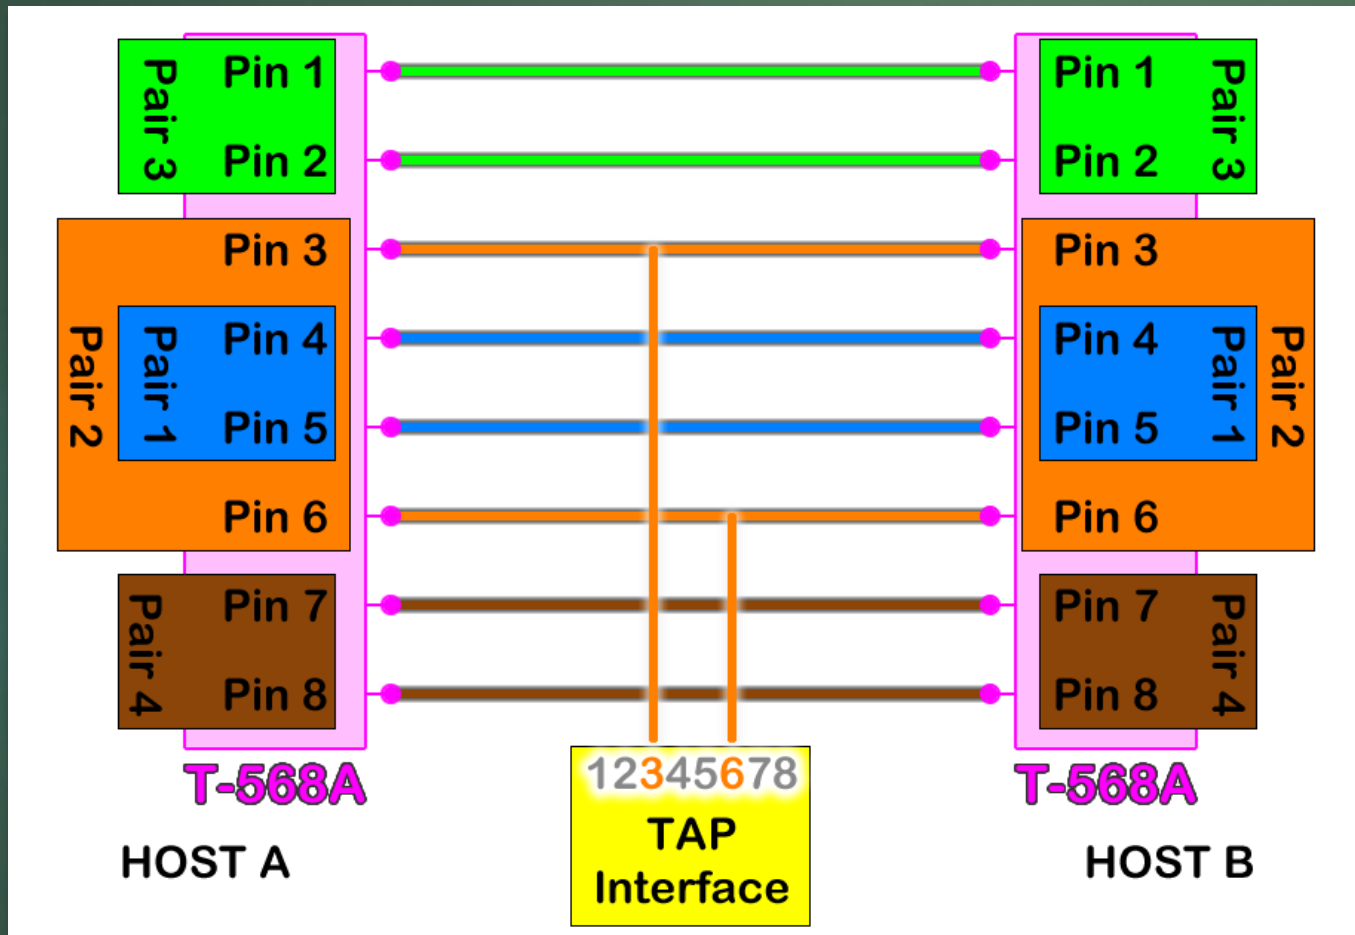 Pair 3
Pin 1
Pin 2
Pair 2
Pin 3
Pair 1
Pin 4
Pin 5
Pin 6
Pair 4
Pin 7
Pin 8
T-568A
HOST A
12345678
TAP
Interface
Pin 1
Pin 2
Pair 3
Pin 3
Pin 4
Pin 5
Pair 1
Pair 2
Pin 6
Pin 7
Pin 8
Pair 4
T-568A
HOST B